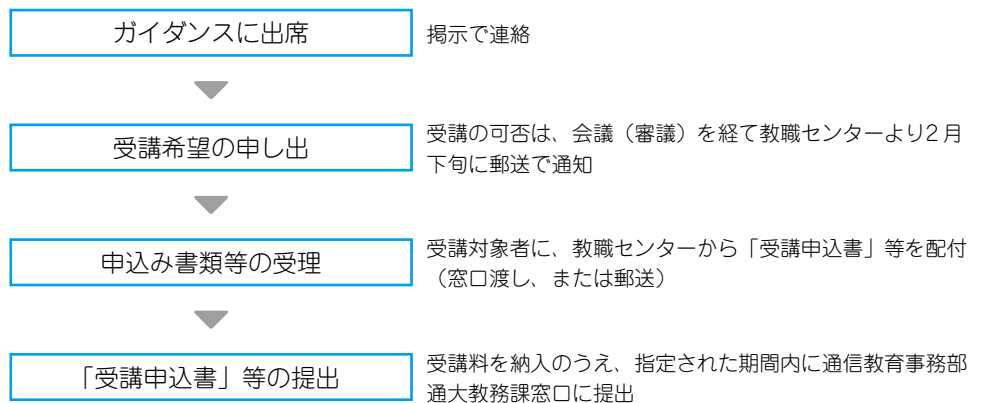 ガイダンスに出席
掲示で連絡
受講希望の申し出
受講の可否は、会議（審議）を経て教職センターより2月
下旬に郵送で通知
申込み書類等の受理
受講対象者に、教職センターから「受講申込書」等を配付
（窓口渡し、または郵送）
「受講申込書」等の提出
受講料を納入のうえ、指定された期間内に通信教育事務部
通大教務課窓口に提出